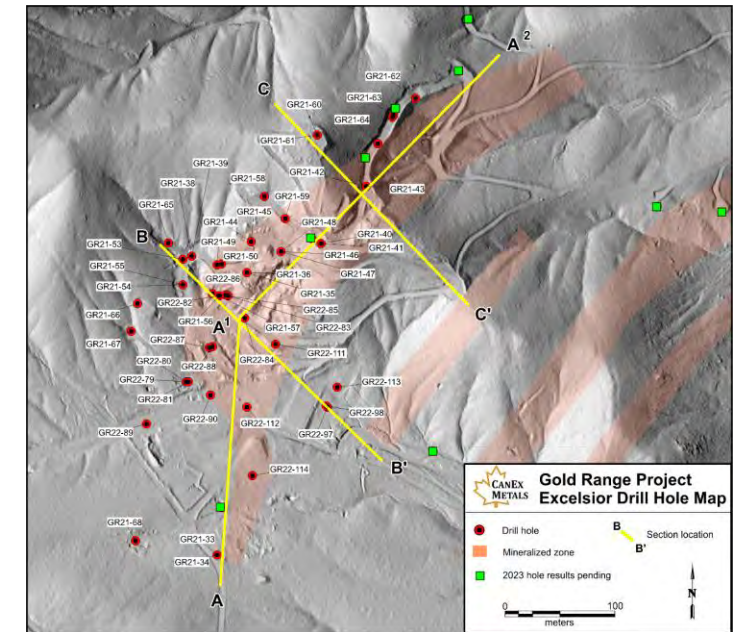 A²
GR21-62
C
GR21-63
GR21-60
GR21-64
GR21-61
GR21-39
GR21-42
GR21-38
GR21-58
GR21-43
GR21-59
GR21-65
GR21-45
GR21-44
GR21-48
GR21-40
B
GR21-53
GR21-49
GR21-41
GR21-50
GR21-46
GR21-55
GR21-36
GR21-47
GR22-86
GR21-54
GR21-35
GR22-82
GR22-85
GR21-66
GR21-56
A¹
GR21-57
GR22-83
C'
GR21-67
GR22-87
GR22-111
GR22-80
GR22-84
GR22-88
GR22-79
GR22-113
GR22-81
GR22-98
GR22-90
GR22-89
GR22-112
GR22-97
B'
GR22-114
GR21-68
GR21-33
GR21-34
A
CANEX
METALS
Gold Range Project
Excelsior Drill Hole Map
Drill hole
B
B'
Section location
Mineralized zone
2023 hole results pending
N
0 100
meters